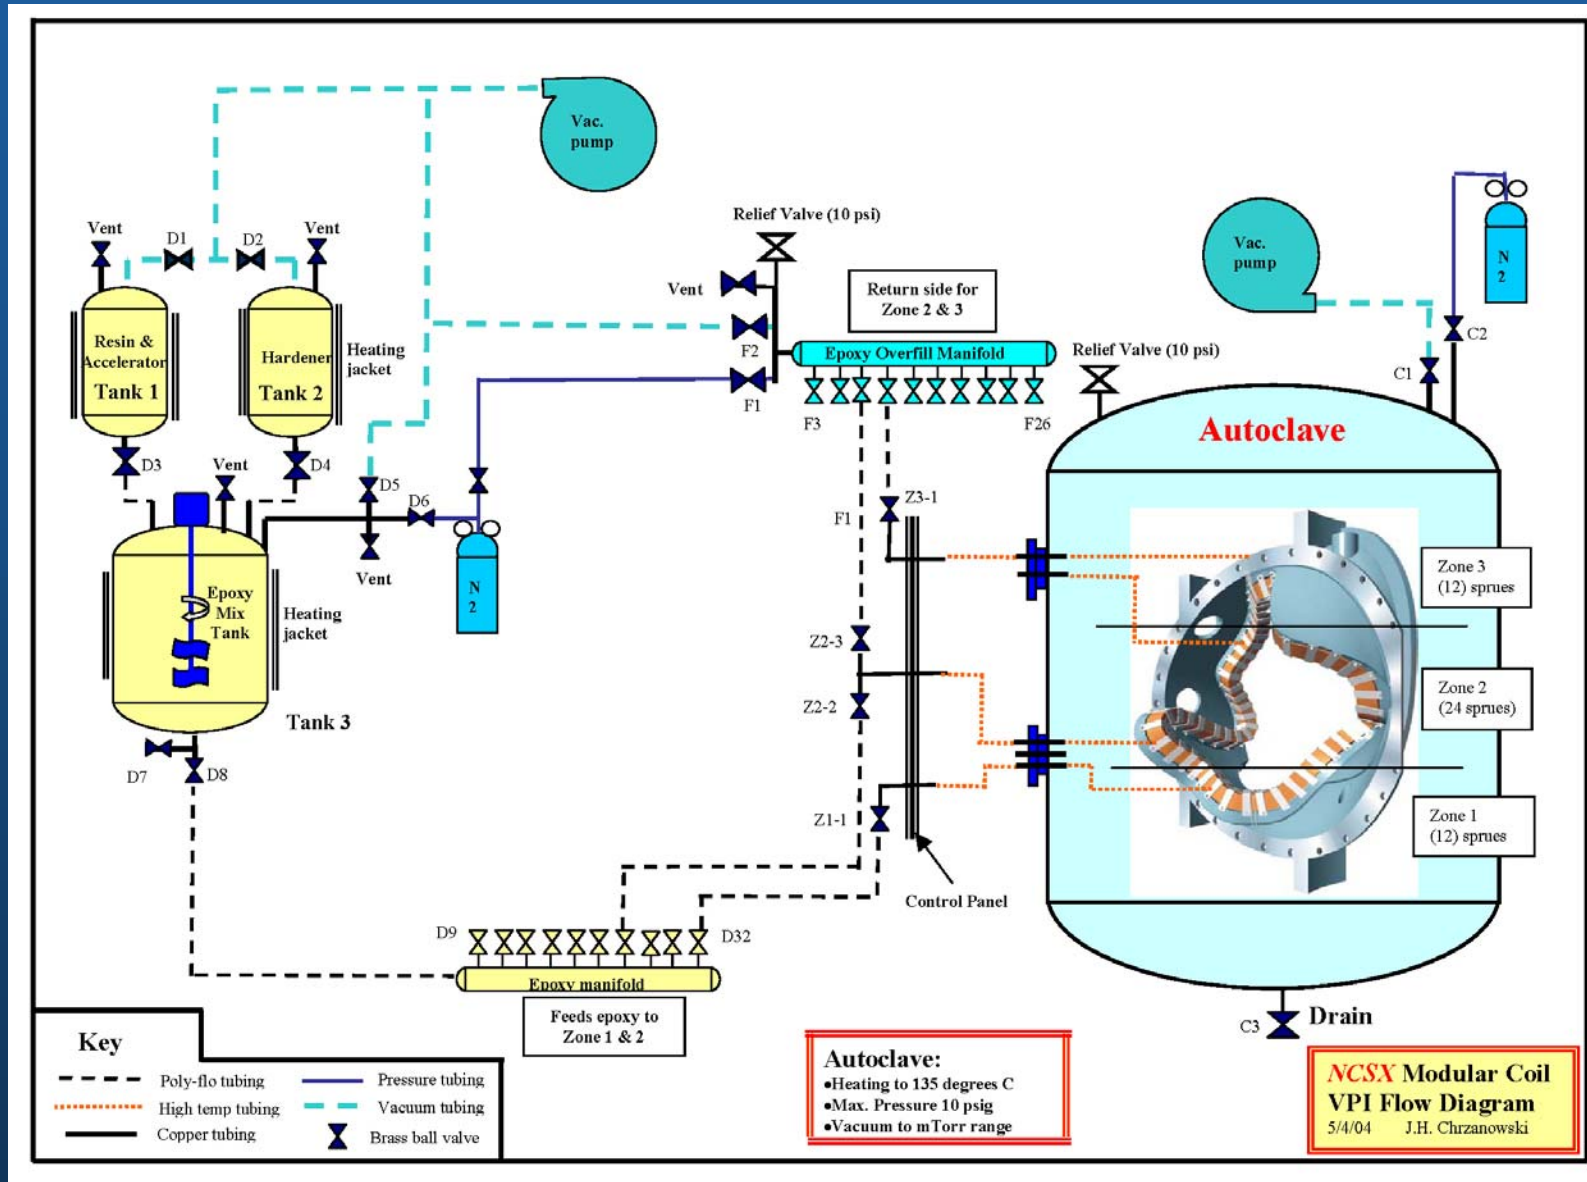 Vac.
pump
Relief Valve (10 psi)
Vent
D1
D2
Vent
Vac.
pump
N
2
Vent
Return side for
Zone 2 & 3
F2
Epoxy Overfill Manifold
Relief Valve (10 psi)
C2
C1
Resin &
Accelerator
Tank 1
Hardener
Tank 2
Heating
jacket
F1
F3
F26
Autoclave
D3
D4
Vent
D5
D6
Z3-1
F1
Vent
N
2
Epoxy
Mix
Tank
Heating
jacket
Zone 3
(12) sprues
Z2-3
Zone 2
(24 sprues)
Z2-2
Tank 3
D7
D8
Z1-1
Zone 1
(12) sprues
Control Panel
D9
D32
Epoxy manifold
Feeds epoxy to
Zone 1 & 2
C3
Drain
Key
Poly-flo tubing
Pressure tubing
High temp tubing
Vacuum tubing
Copper tubing
Brass ball valve
Autoclave:
•Heating to 135 degrees C
•Max. Pressure 10 psig
•Vacuum to mTorr range
NCSX Modular Coil
VPI Flow Diagram
5/4/04 J.H. Chrzanowski